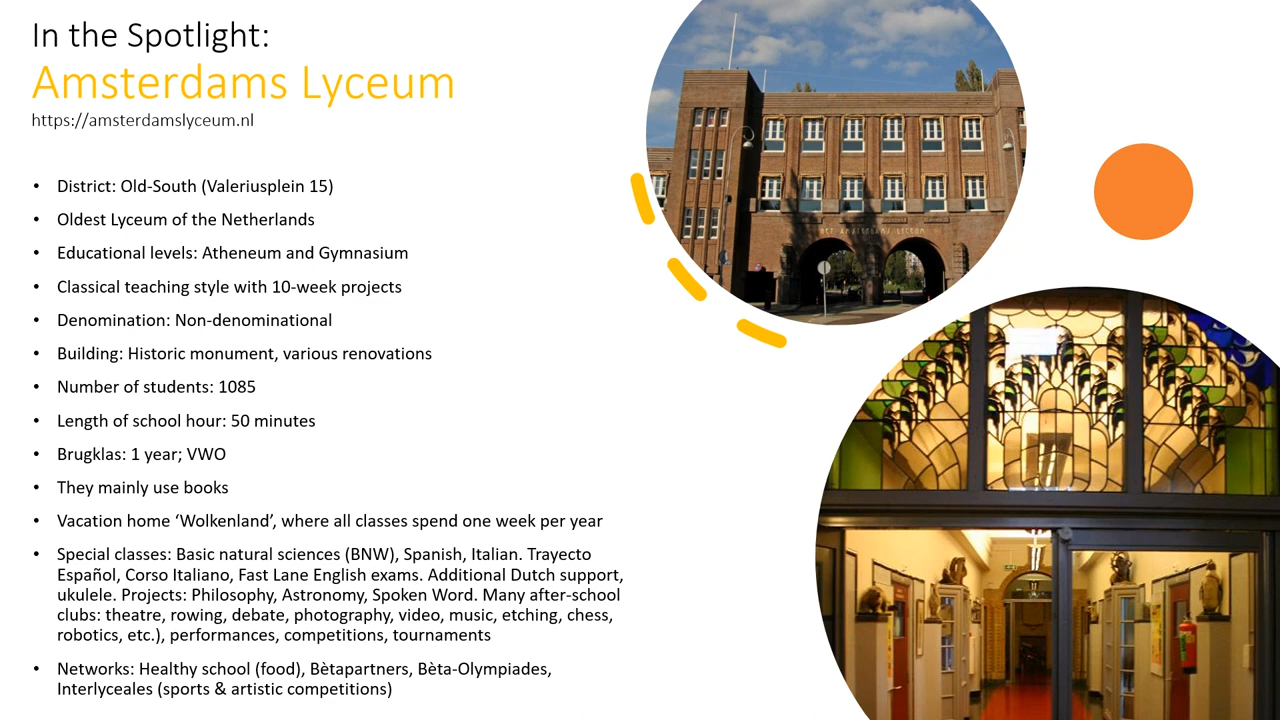 In the Spotlight:
Amsterdams Lyceum
https://amsterdamslyceum.nl
• District: Old-South (Valeriusplein 15)
• Oldest Lyceum of the Netherlands
• Educational levels: Atheneum and Gymnasium
• Classical teaching style with 10-week projects
• Denomination: Non-denominational
• Building: Historic monument, various renovations
• Number of students: 1085
• Length of school hour: 50 minutes
• Brugklas: 1 year; VWO
• They mainly use books
• Vacation home ‘Wolkenland’, where all classes spend one week per year
• Special classes: Basic natural sciences (BNW), Spanish, Italian. Trayecto
Español, Corso Italiano, Fast Lane English exams. Additional Dutch support,
ukulele. Projects: Philosophy, Astronomy, Spoken Word. Many after-school
clubs: theatre, rowing, debate, photography, video, music, etching, chess,
robotics, etc.), performances, competitions, tournaments
• Networks: Healthy school (food), Bètapartners, Bèta-Olympiades,
Interlyceales (sports & artistic competitions)
HET AMSTERDAMS LYCEUM